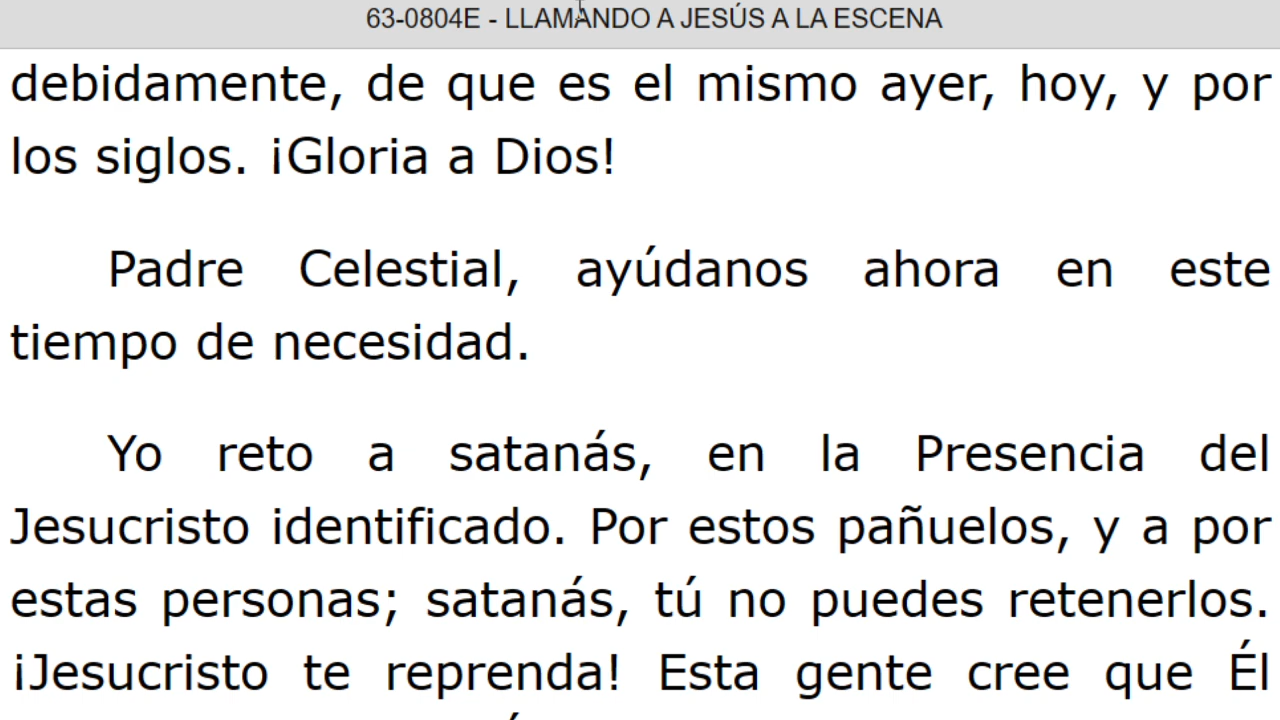 63-0804E - LLAMANDO A JESÚS A LA ESCENA
debidamente, de que es el mismo ayer, hoy, y por
los siglos. ¡Gloria a Dios!
Padre Celestial, ayúdanos ahora en este
tiempo de necesidad.
Yo reto a satanás, en la Presencia del
Jesucristo identificado. Por estos pañuelos, y a por
estas personas; satanás, tú no puedes retenerlos.
¡Jesucristo te reprenda! Esta gente cree que Él